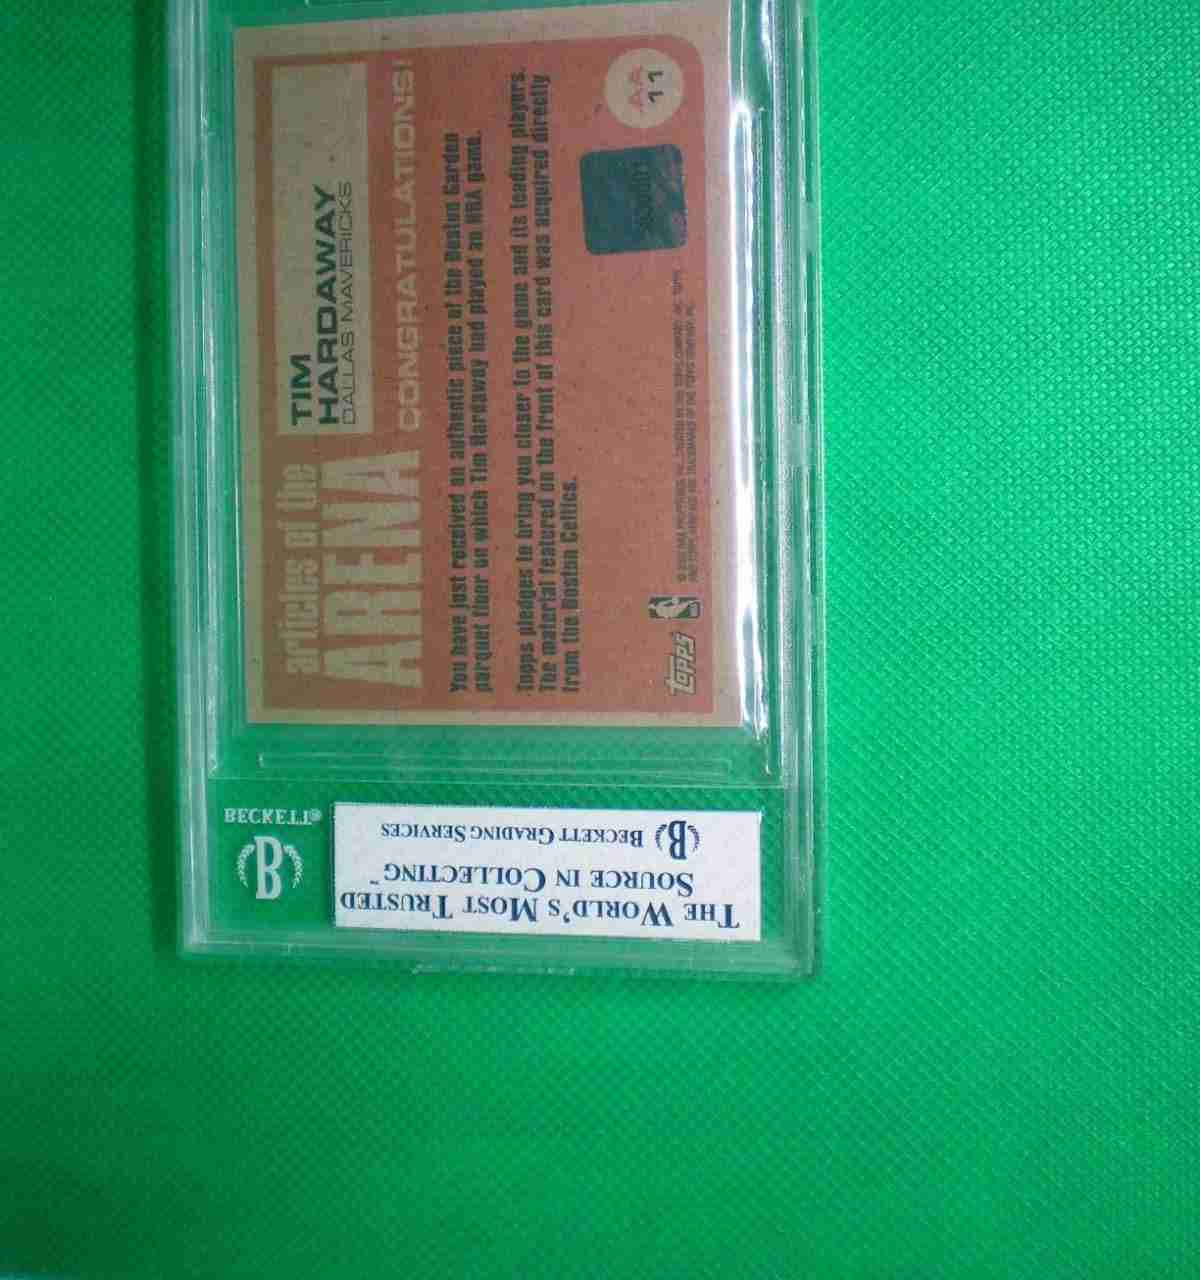 articles of the
ARENA
TIM
HARDAWAY
DALLAS MAVERICKS
CONGRATULATIONS!
You have just received an authentic piece of the Boston Garden
parquet floor on which Tim Hardaway had played an NBA game.
Topps pledges to bring you closer to the game and its leading players.
The material featured on the front of this card was acquired directly
from the Boston Celtics.
AA
11
topps
THE WORLD'S MOST TRUSTED
SOURCE IN COLLECTING™
B BECKETT GRADING SERVICES
B
BECKETT®